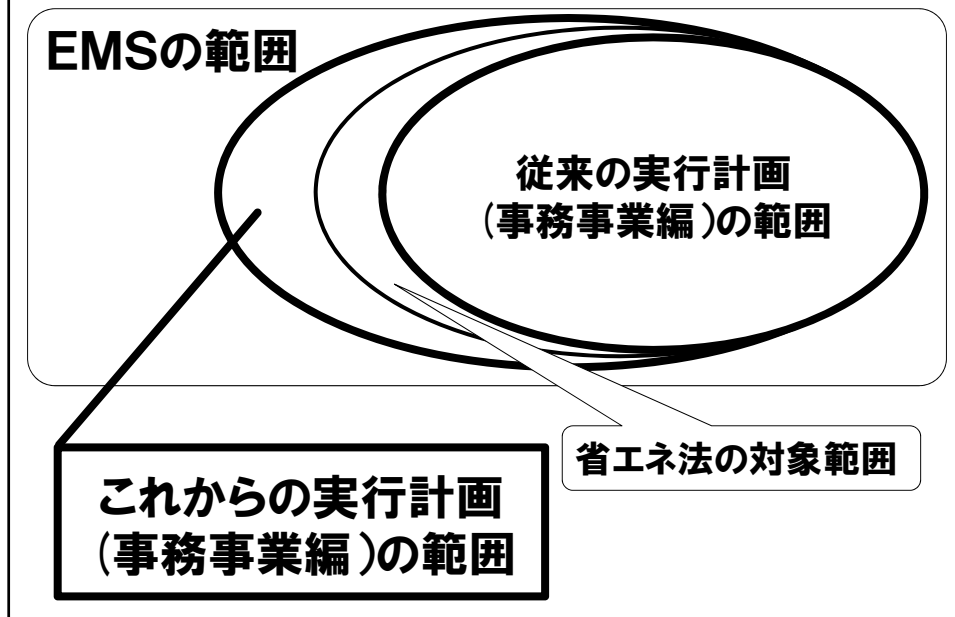 EMSの範囲
従来の実行計画
(事務事業編)の範囲
省エネ法の対象範囲
これからの実行計画
(事務事業編)の範囲